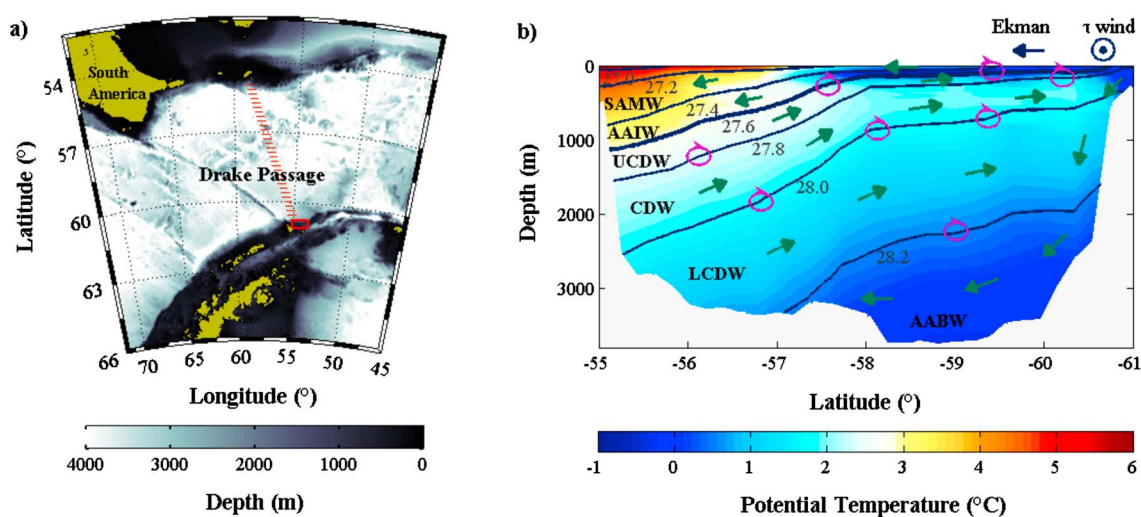 a)
South
America
Drake Passage
54
57
60
63
66
70
65
60
55
50
45
Latitude (°)
Longitude (°)
4000
3000
2000
1000
0
Depth (m)
b)
Ekman
τ wind
27.2
SAMW
27.4
AAIW
27.6
UCDW
27.8
CDW
28.0
LCDW
28.2
AABW
0
1000
2000
3000
Depth (m)
-55
-56
-57
-58
-59
-60
-61
Latitude (°)
-1
0
1
2
3
4
5
6
Potential Temperature (°C)